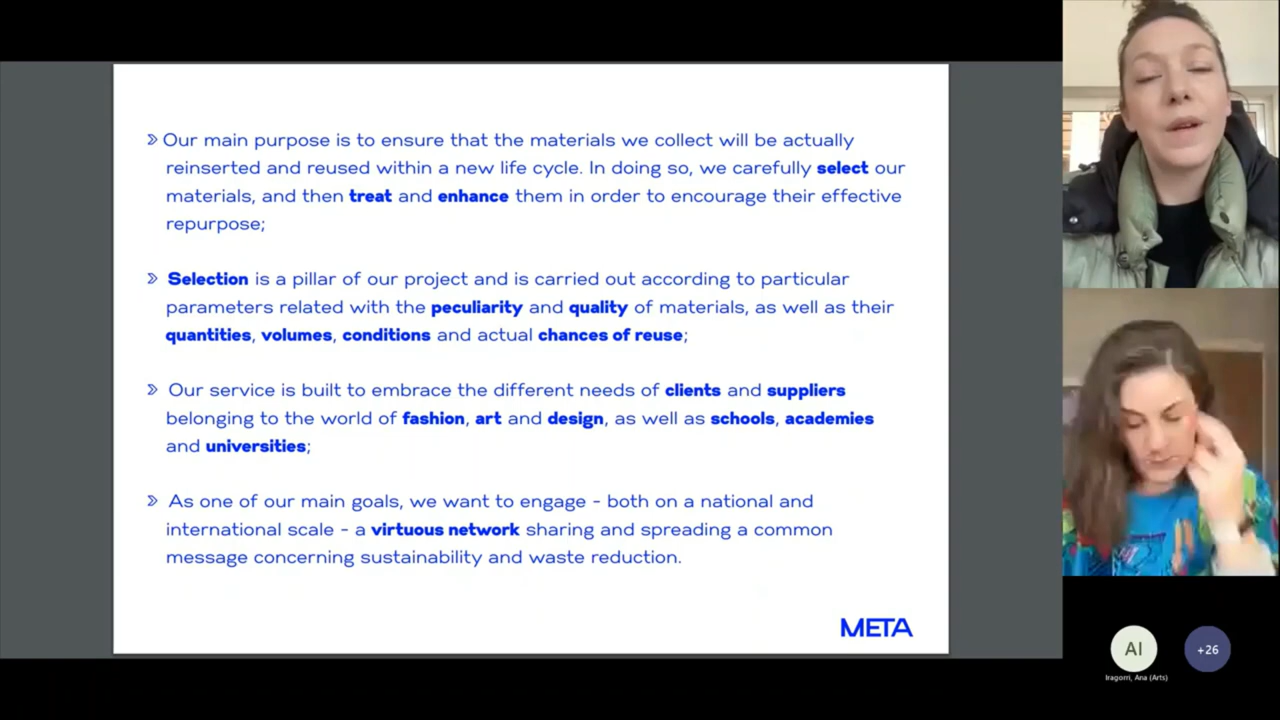 Our main purpose is to ensure that the materials we collect will be actually
reinserted and reused within a new life cycle. In doing so, we carefully select our
materials, and then treat and enhance them in order to encourage their effective
repurpose;
Selection is a pillar of our project and is carried out according to particular
parameters related with the peculiarity and quality of materials, as well as their
quantities, volumes, conditions and actual chances of reuse;
Our service is built to embrace the different needs of clients and suppliers
belonging to the world of fashion, art and design, as well as schools, academies
and universities;
As one of our main goals, we want to engage - both on a national and
international scale - a virtuous network sharing and spreading a common
message concerning sustainability and waste reduction.
META
AI
+26
Iragorri, Ana (Arts)